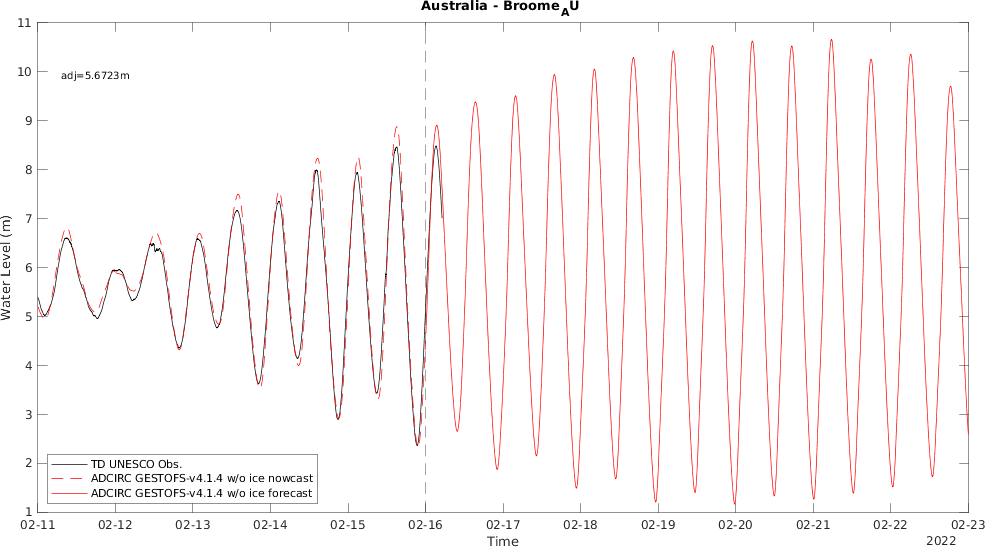 Australia - Broome_AU
11
10
9
8
7
6
5
4
3
2
1
Water Level (m)
adj=5.6723m
TD UNESCO Obs.
ADCIRC GESTOFS-v4.1.4 w/o ice nowcast
ADCIRC GESTOFS-v4.1.4 w/o ice forecast
02-11 02-12 02-13 02-14 02-15 02-16 02-17 02-18 02-19 02-20 02-21 02-22 02-23
Time 2022